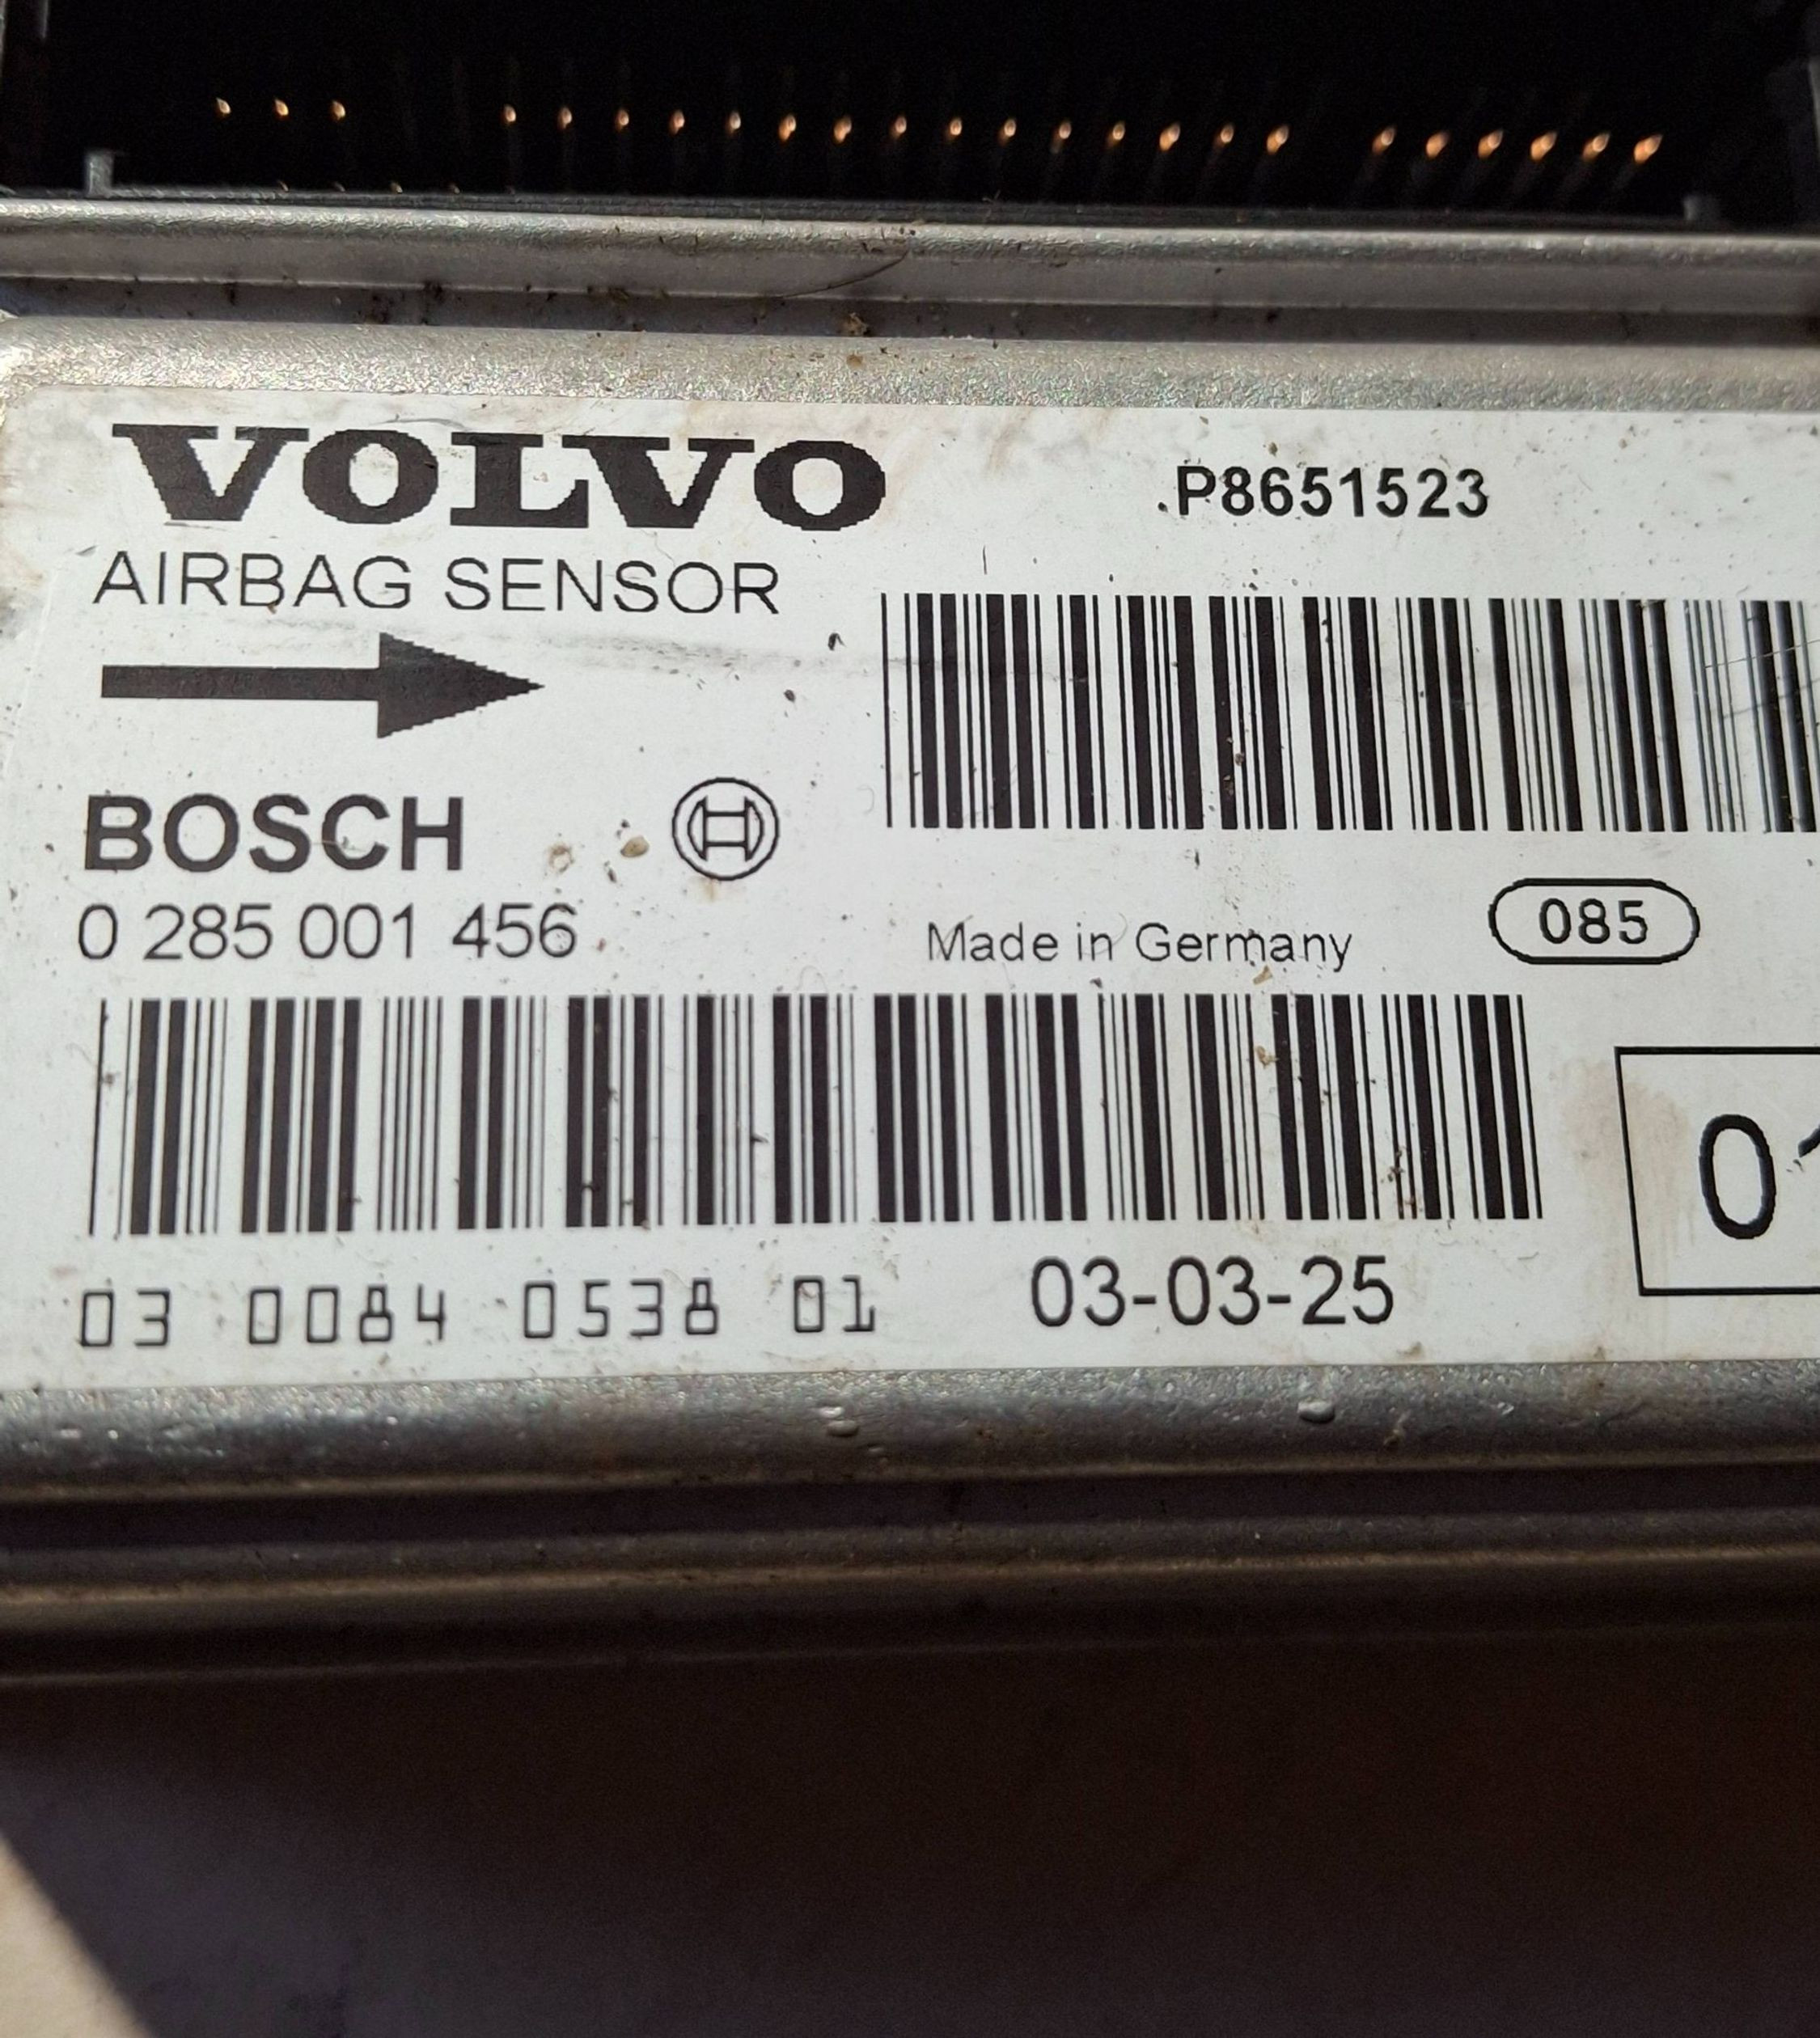 VOLVO
P8651523
AIRBAG SENSOR
BOSCH
0 285 001 456
Made in Germany
085
03 0084 0538 01
03-03-25
01